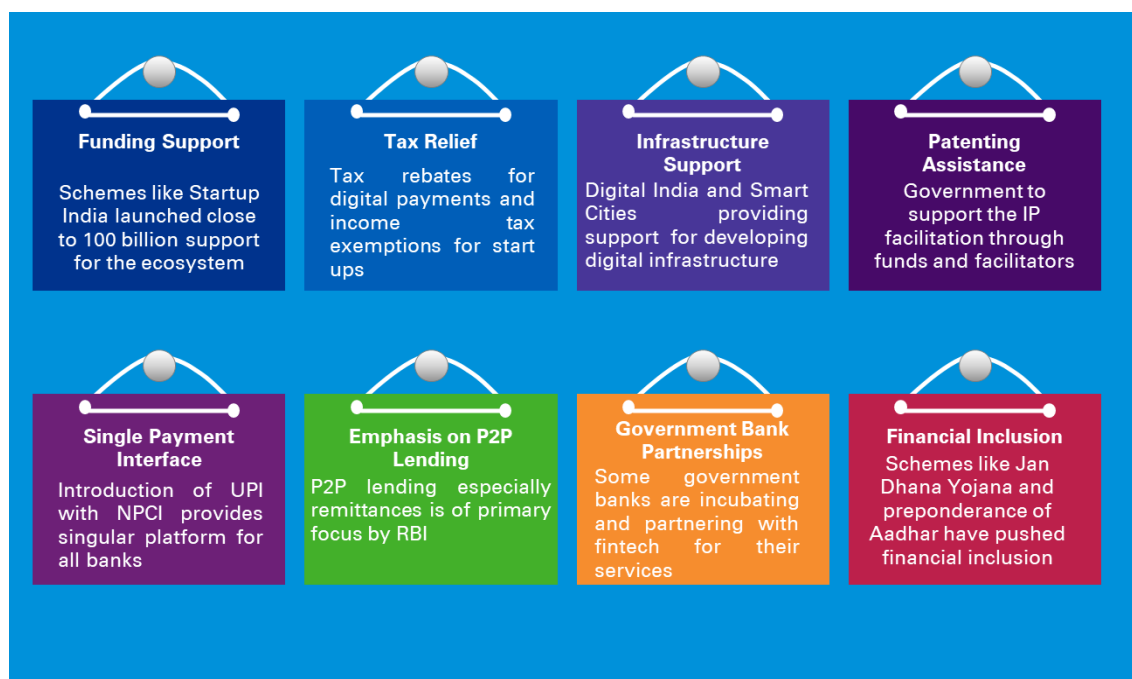 Funding Support
Schemes like Startup
India launched close
to 100 billion support
for the ecosystem
Tax Relief
Tax rebates for
digital payments and
income tax
exemptions for start
ups
Infrastructure
Support
Digital India and Smart
Cities providing
support for developing
digital infrastructure
Patenting
Assistance
Government to
support the IP
facilitation through
funds and facilitators
Single Payment
Interface
Introduction of UPI
with NPCI provides
singular platform for
all banks
Emphasis on P2P
Lending
P2P lending especially
remittances is of primary
focus by RBI
Government Bank
Partnerships
Some government
banks are incubating
and partnering with
fintech for their
services
Financial Inclusion
Schemes like Jan
Dhana Yojana and
preponderance of
Aadhar have pushed
financial inclusion